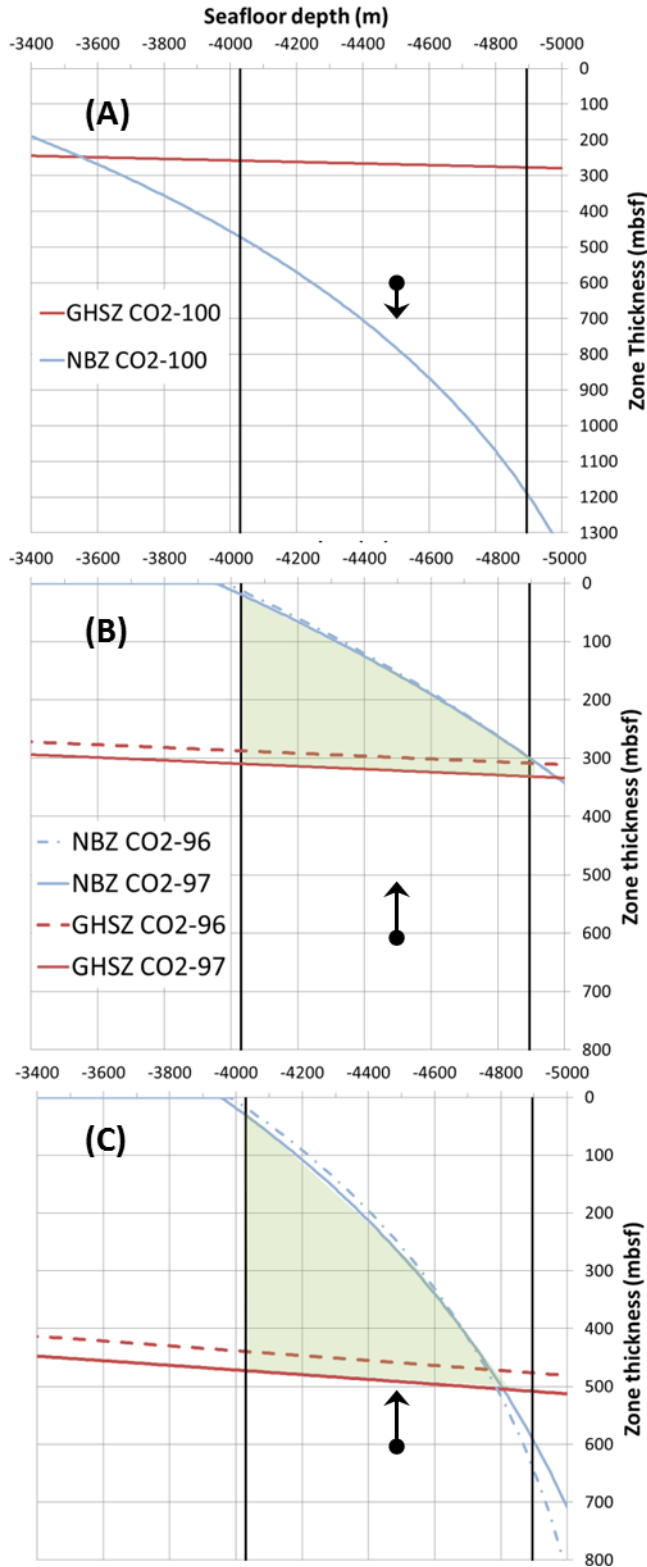 Seafloor depth (m)
-3400 -3600 -3800 -4000 -4200 -4400 -4600 -4800 -5000
(A)
0
100
200
300
400
500
600
700
800
900
1000
1100
1200
1300
Zone Thickness (mbsf)
GHSZ CO2-100
NBZ CO2-100
-3400 -3600 -3800 -4000 -4200 -4400 -4600 -4800 -5000
(B)
0
100
200
300
400
500
600
700
800
Zone thickness (mbsf)
NBZ CO2-96
NBZ CO2-97
GHSZ CO2-96
GHSZ CO2-97
-3400 -3600 -3800 -4000 -4200 -4400 -4600 -4800 -5000
(C)
0
100
200
300
400
500
600
700
800
Zone thickness (mbsf)